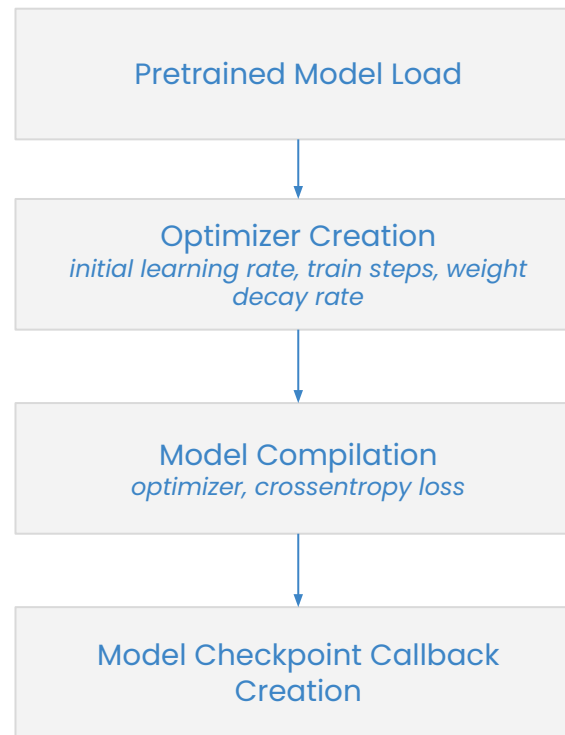 Pretrained Model Load
Optimizer Creation
initial learning rate, train steps, weight
decay rate
Model Compilation
optimizer, crossentropy loss
Model Checkpoint Callback
Creation